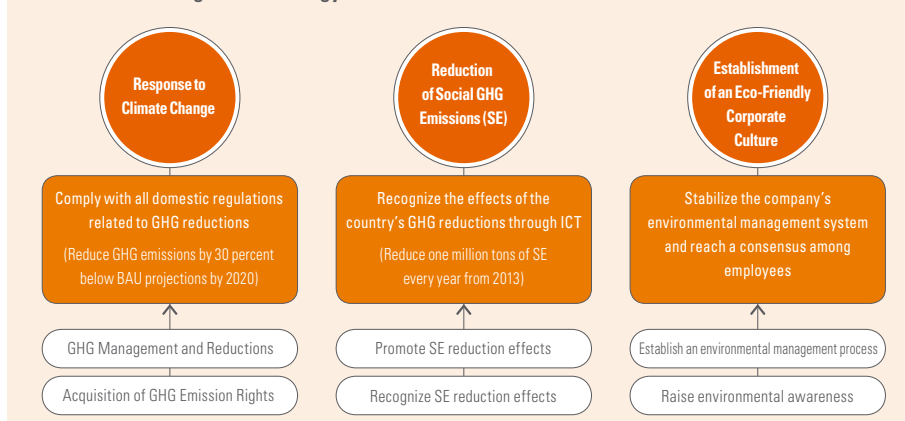 Response to
Climate Change
Comply with all domestic regulations
related to GHG reductions
(Reduce GHG emissions by 30 percent
below BAU projections by 2020)
GHG Management and Reductions
Acquisition of GHG Emission Rights
Reduction
of Social GHG
Emissions (SE)
Recognize the effects of the
country's GHG reductions through ICT
(Reduce one million tons of SE
every year from 2013)
Promote SE reduction effects
Recognize SE reduction effects
Establishment
of an Eco-Friendly
Corporate
Culture
Stabilize the company's
environmental management system
and reach a consensus among
employees
Establish an environmental management process
Raise environmental awareness